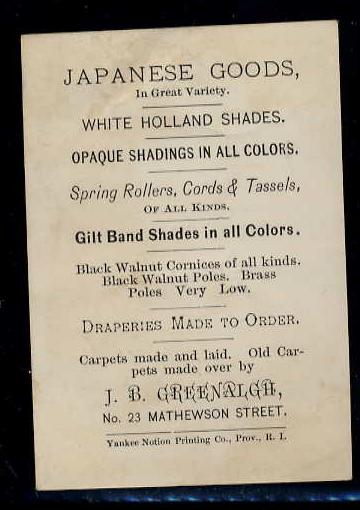 JAPANESE GOODS,
In Great Variety.
WHITE HOLLAND SHADES.
OPAQUE SHADINGS IN ALL COLORS.
Spring Rollers, Cords & Tassels,
OF ALL KINDS.
Gilt Band Shades in all Colors.
Black Walnut Cornices of all kinds.
Black Walnut Poles. Brass
Poles Very Low.
DRAPERIES MADE TO ORDER.
Carpets made and laid. Old Car-
pets made over by
J. B. GREENALGH,
No. 23 MATHEWSON STREET.
Yankee Notion Printing Co., Prov., R. I.